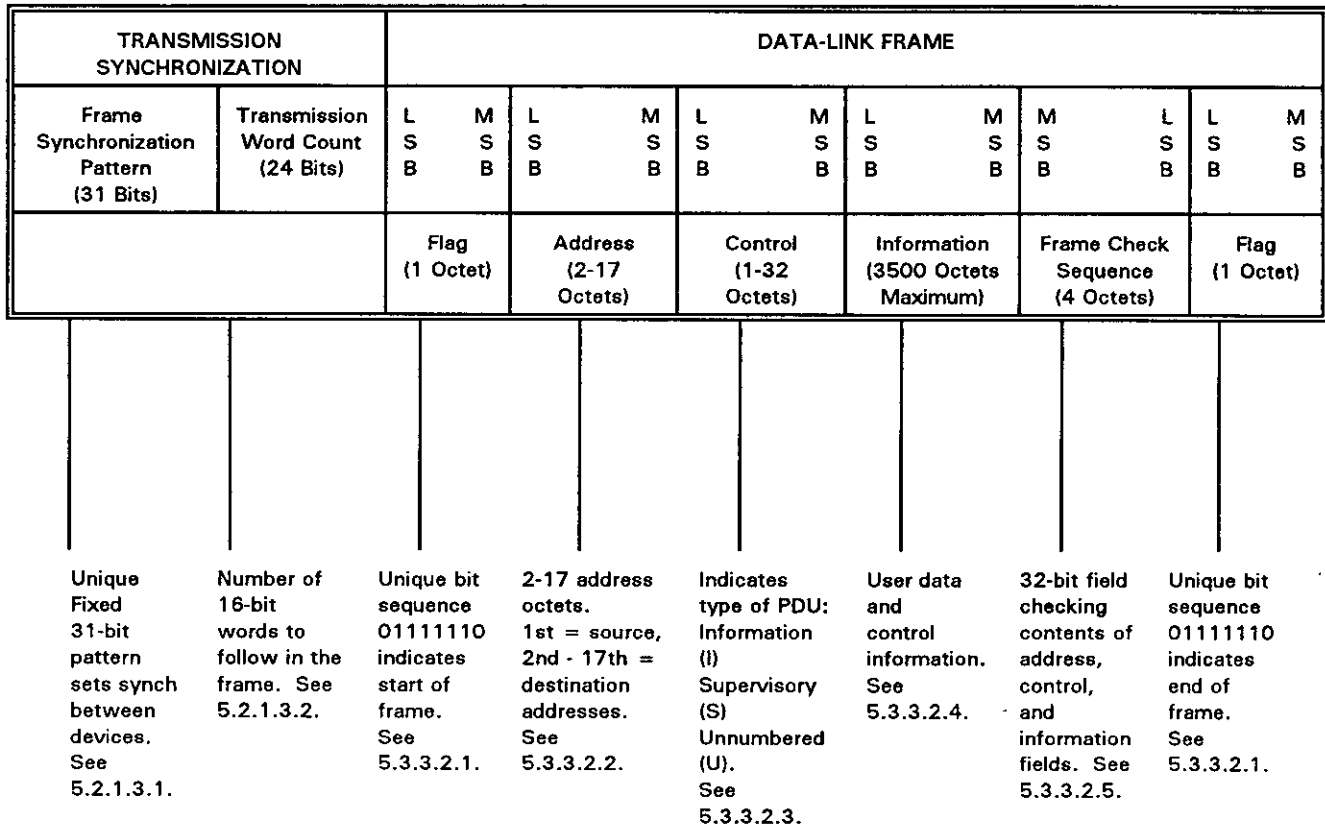 TRANSMISSION
SYNCHRONIZATION
DATA-LINK FRAME
Frame
Synchronization
Pattern
(31 Bits)
Transmission
Word Count
(24 Bits)
L M
S S
B B
L M
S S
B B
L M
S S
B B
L M
S S
B B
M L
S S
B B
L M
S S
B B
Flag
(1 Octet)
Address
(2-17
Octets)
Control
(1-32
Octets)
Information
(3500 Octets
Maximum)
Frame Check
Sequence
(4 Octets)
Flag
(1 Octet)
Unique
Fixed
31-bit
pattern
sets synch
between
devices.
See
5.2.1.3.1.
Number of
16-bit
words to
follow in the
frame. See
5.2.1.3.2.
Unique bit
sequence
01111110
indicates
start of
frame.
See
5.3.3.2.1.
2-17 address
octets.
1st = source,
2nd - 17th =
destination
addresses.
See
5.3.3.2.2.
Indicates
type of PDU:
Information
(I)
Supervisory
(S)
Unnumbered
(U).
See
5.3.3.2.3.
User data
and
control
information.
See
5.3.3.2.4.
32-bit field
checking
contents of
address,
control,
and
information
fields. See
5.3.3.2.5.
Unique bit
sequence
01111110
indicates
end of
frame.
See
5.3.3.2.1.